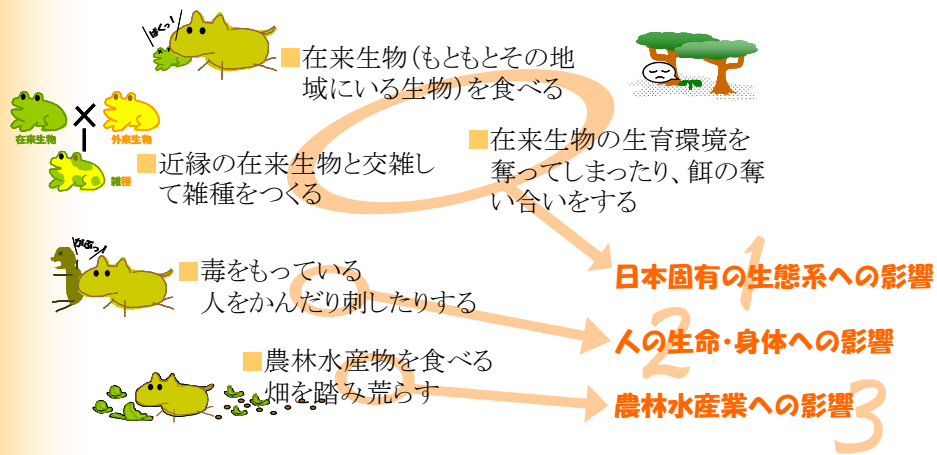 ぱくっ!
■在来生物(もともとその地
域にいる生物)を食べる
在来生物
×
外来生物
雑種
■近縁の在来生物と交雑し
て雑種をつくる
■在来生物の生育環境を
奪ってしまったり、餌の奪
い合いをする
がぶっ!
■毒をもっている
人をかんだり刺したりする
■農林水産物を食べる
畑を踏み荒らす
1
日本固有の生態系への影響
2
人の生命・身体への影響
農林水産業への影響
3